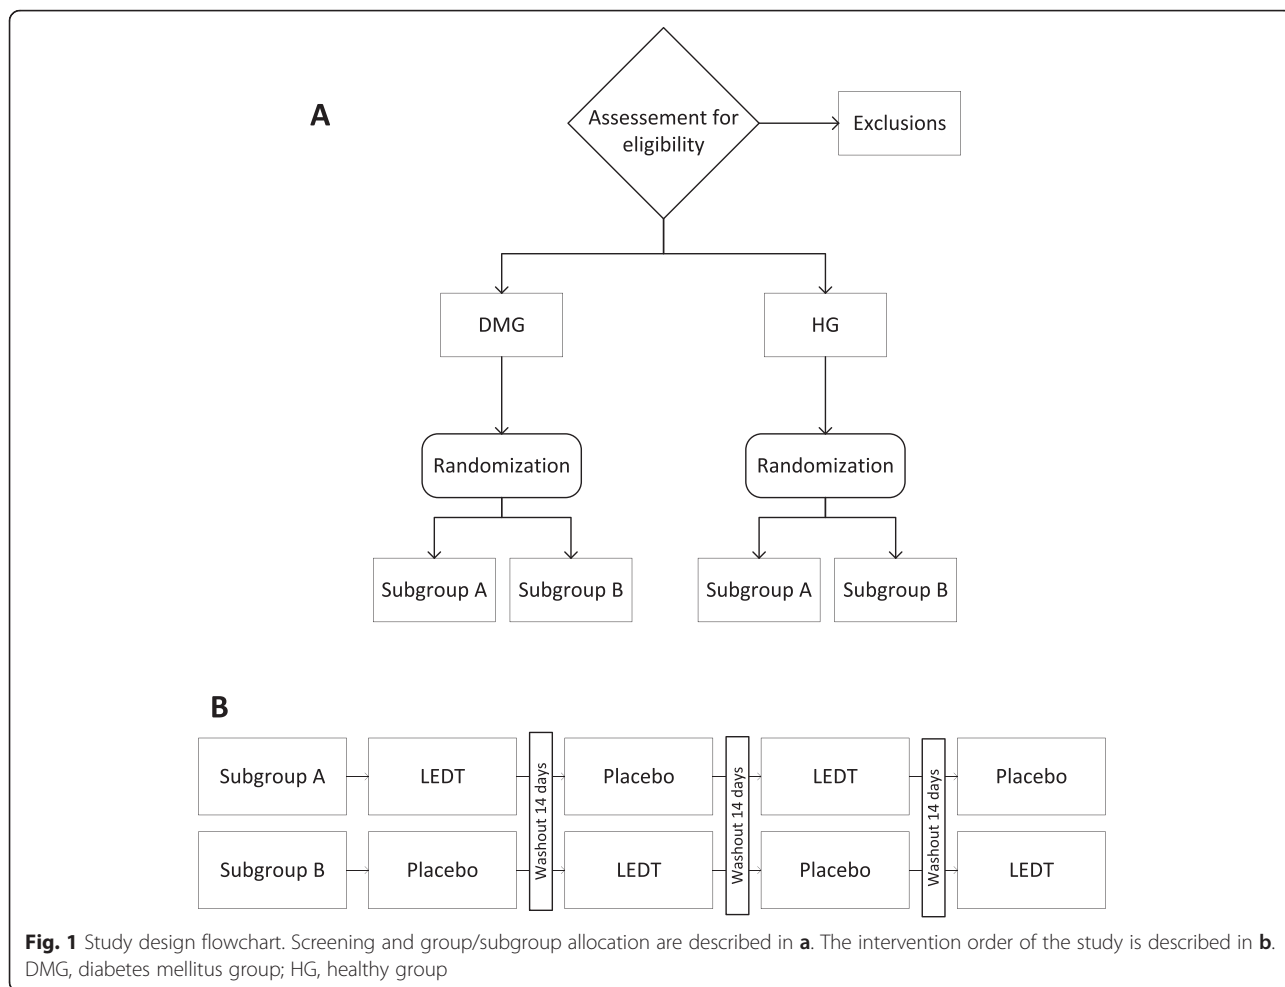 A
Assessement for
eligibility
Exclusions
DMG
HG
Randomization
Randomization
Subgroup A
Subgroup B
Subgroup A
Subgroup B
B
Subgroup A
LEDT
Washout 14 days
Placebo
Washout 14 days
LEDT
Washout 14 days
Placebo
Subgroup B
Placebo
LEDT
Placebo
LEDT
Fig. 1 Study design flowchart. Screening and group/subgroup allocation are described in a. The intervention order of the study is described in b.
DMG, diabetes mellitus group; HG, healthy group